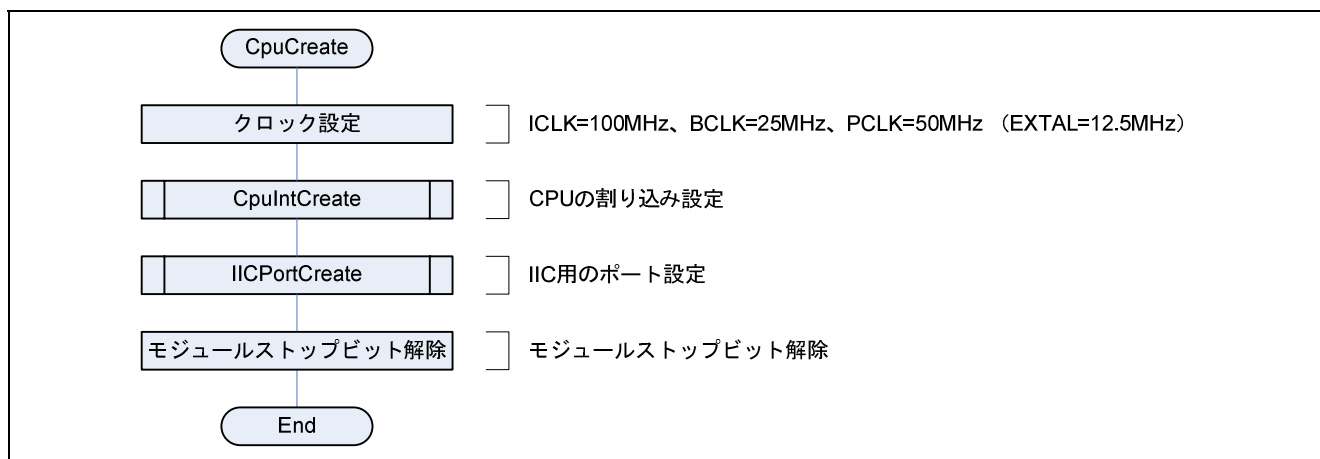 CpuCreate
クロック設定
ICLK=100MHz、BCLK=25MHz、PCLK=50MHz （EXTAL=12.5MHz）
CpuIntCreate
CPUの割り込み設定
IICPortCreate
IIC用のポート設定
モジュールストップビット解除
モジュールストップビット解除
End